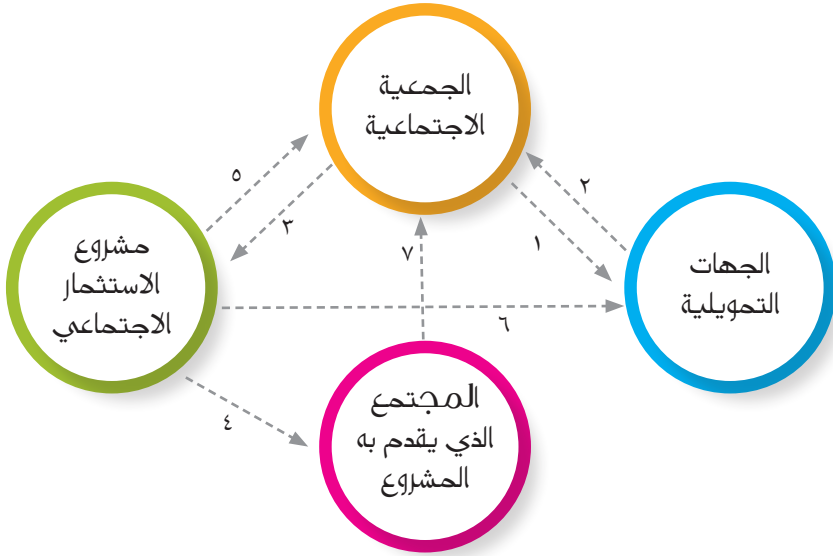 الجمعية
الاجتماعية
٥
٢
٣
١
٧
مشروع
الاستثمار
الاجتماعي
الجهات
التمويلية
٦
٤
المجتمع
الذي يقدم به
المشروع